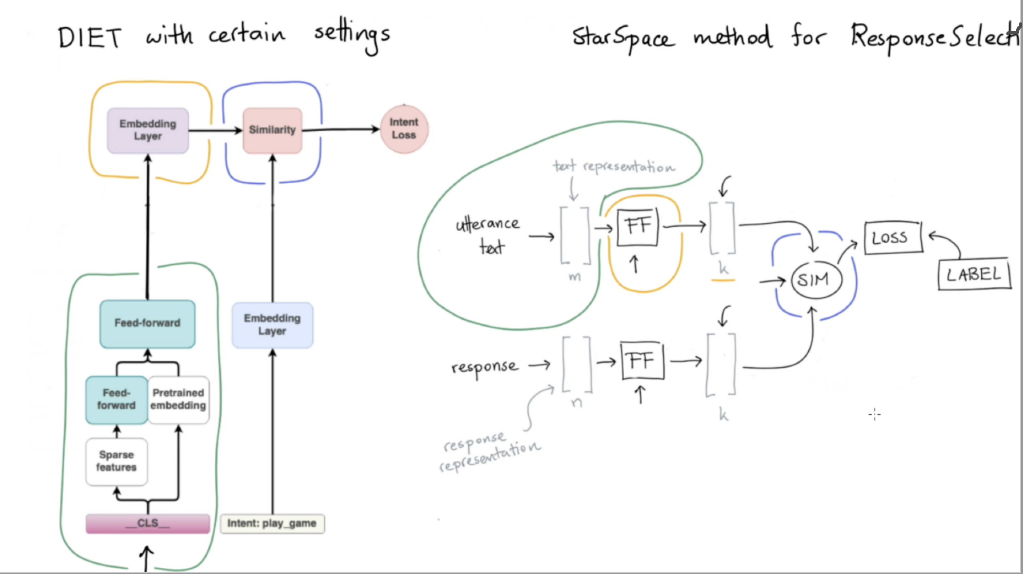 DIET with certain settings
StarSpace method for ResponseSelect
Embedding
Layer
Similarity
Intent
Loss
Feed-forward
Embedding
Layer
Feed-
forward
Pretrained
embedding
Sparse
features
__CLS__
Intent: play_game
text representation
utterance
text
m
FF
k
SIM
LOSS
LABEL
response
n
FF
k
response
representation